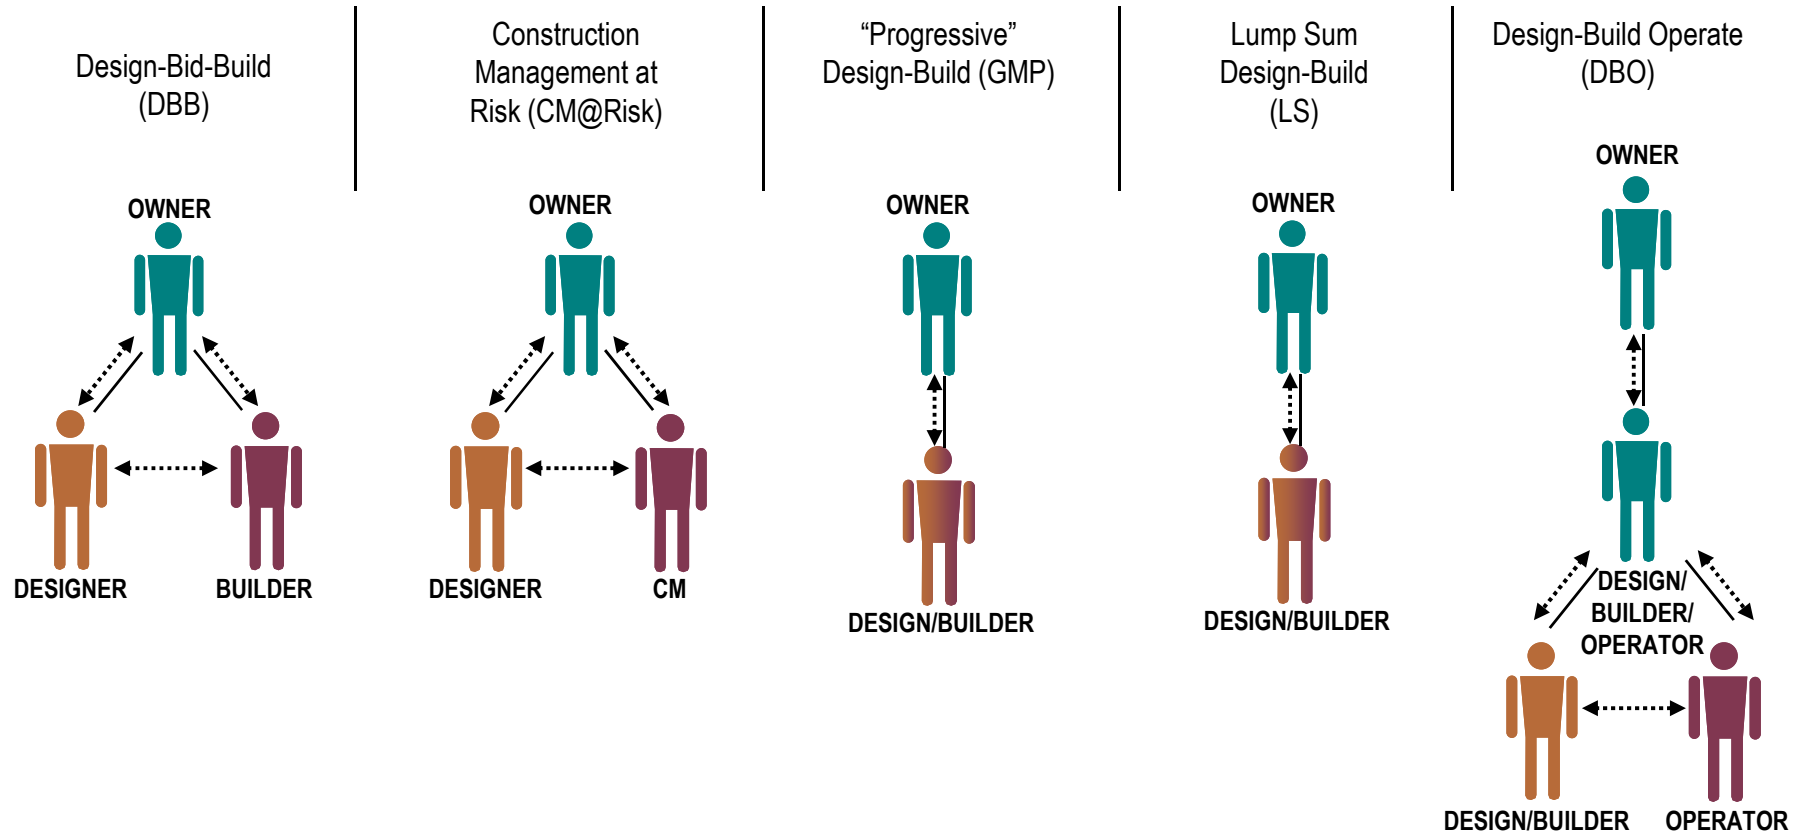 Design-Bid-Build
(DBB)
OWNER
DESIGNER
BUILDER
Construction
Management at
Risk (CM@Risk)
OWNER
DESIGNER
CM
“Progressive”
Design-Build (GMP)
OWNER
DESIGN/BUILDER
Lump Sum
Design-Build
(LS)
OWNER
DESIGN/BUILDER
Design-Build Operate
(DBO)
OWNER
DESIGN/
BUILDER/
OPERATOR
DESIGN/BUILDER
OPERATOR